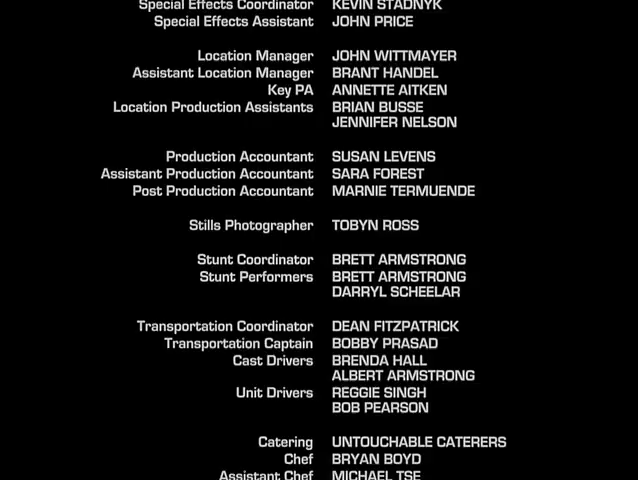 Special Effects Coordinator KEVIN STADNYK
Special Effects Assistant JOHN PRICE
Location Manager JOHN WITTMAYER
Assistant Location Manager BRANT HANDEL
Key PA ANNETTE AITKEN
Location Production Assistants BRIAN BUSSE
JENNIFER NELSON
Production Accountant SUSAN LEVENS
Assistant Production Accountant SARA FOREST
Post Production Accountant MARNIE TERMUENDE
Stills Photographer TOBYN ROSS
Stunt Coordinator BRETT ARMSTRONG
Stunt Performers BRETT ARMSTRONG
DARRYL SCHEELAR
Transportation Coordinator DEAN FITZPATRICK
Transportation Captain BOBBY PRASAD
Cast Drivers BRENDA HALL
ALBERT ARMSTRONG
Unit Drivers REGGIE SINGH
BOB PEARSON
Catering UNTOUCHABLE CATERERS
Chef BRYAN BOYD
Assistant Chef MICHAEL TSE